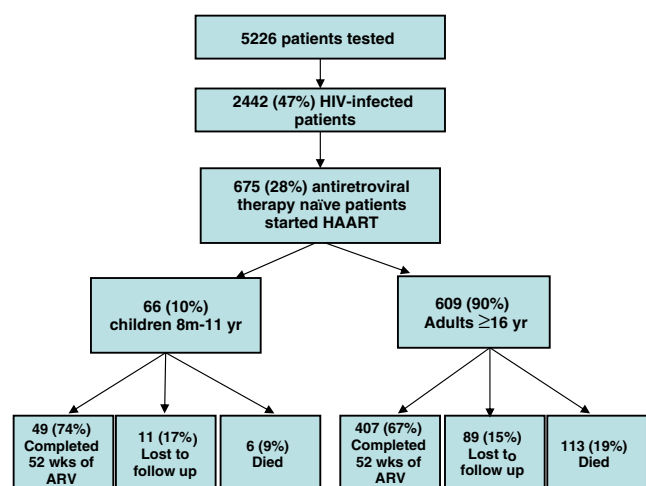 5226 patients tested
2442 (47%) HIV-infected
patients
675 (28%) antiretroviral
therapy naïve patients
started HAART
66 (10%)
children 8m-11 yr
609 (90%)
Adults ≥16 yr
49 (74%)
Completed
52 wks of
ARV
11 (17%)
Lost to
follow up
6 (9%)
Died
407 (67%)
Completed
52 wks of
ARV
89 (15%)
Lost to
follow up
113 (19%)
Died